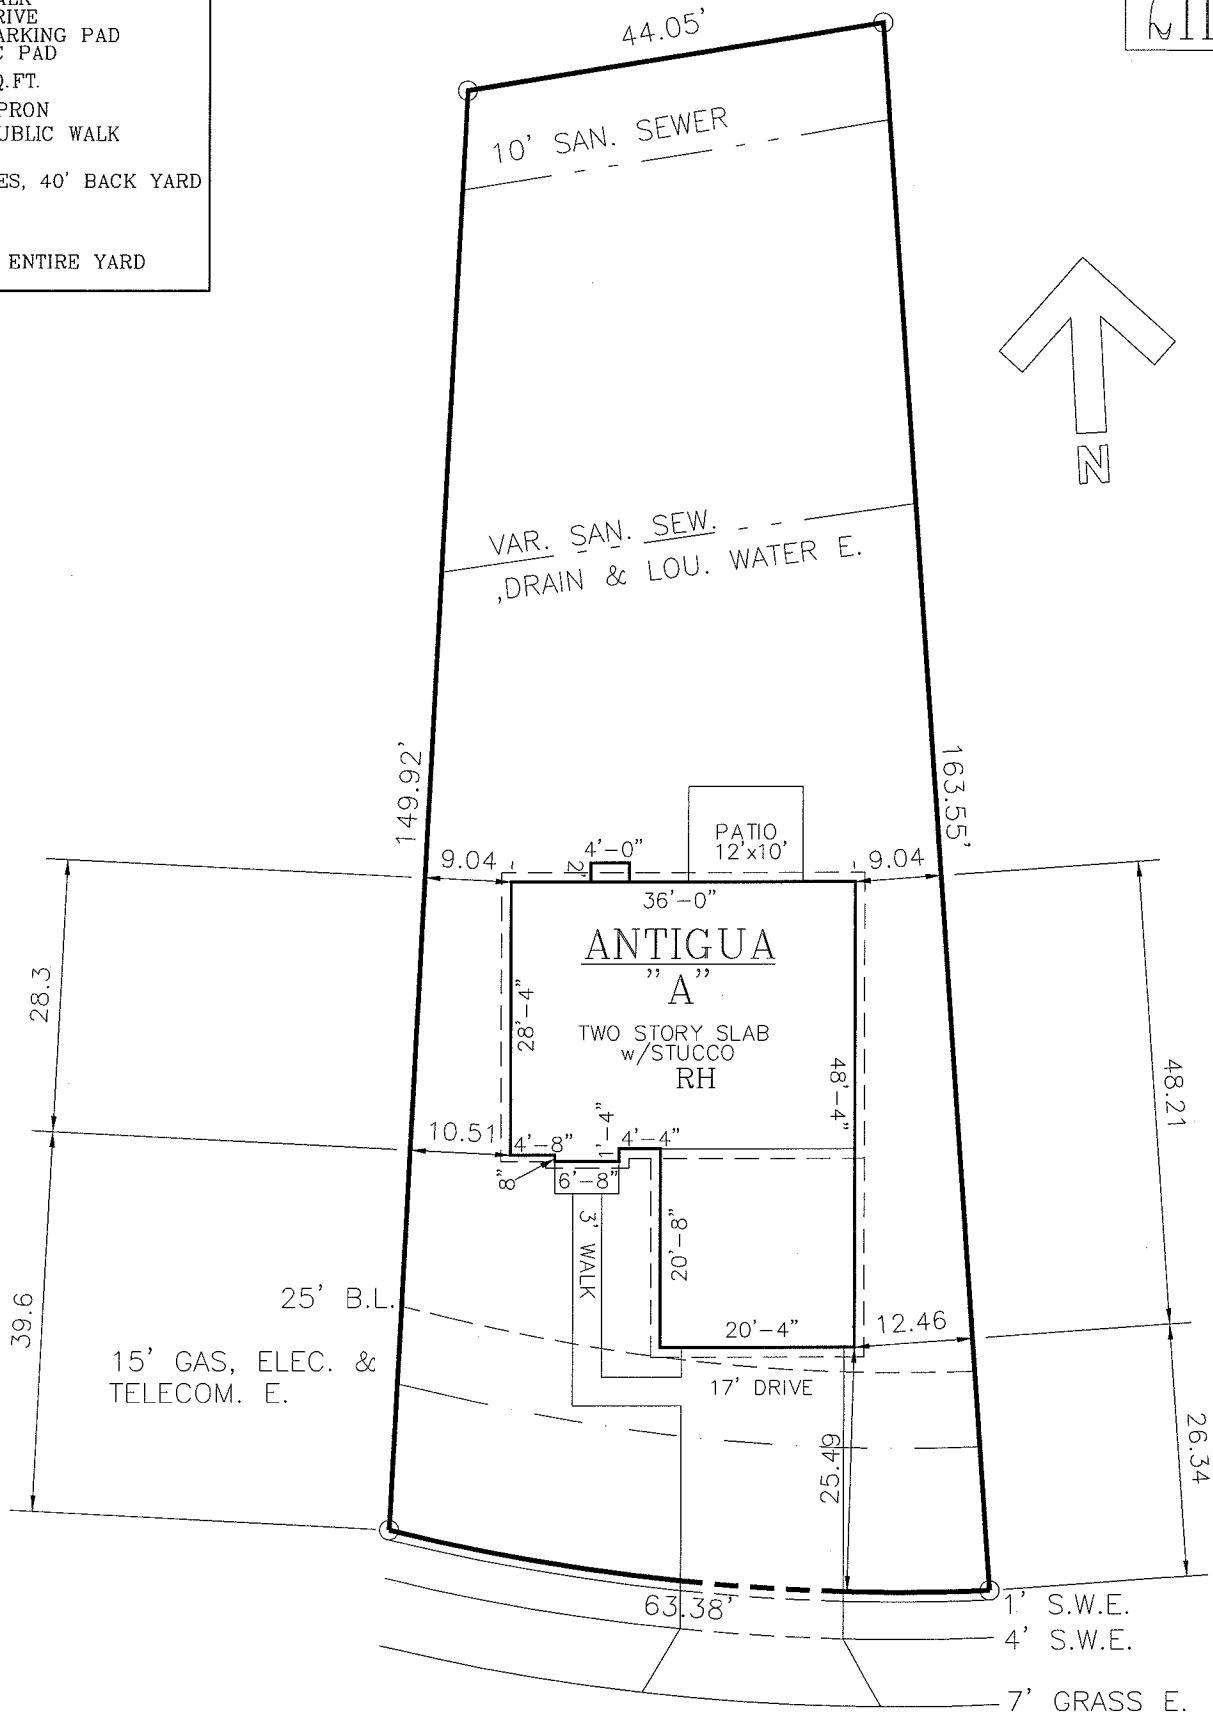 PAD
Q.FT.
PRON
WALK
ES, 40' BACK YARD
ENTIRE YARD
44.05'
10' SAN. SEWER
N
VAR. SAN. SEW.
,DRAIN & LOU. WATER E.
149.92'
163.55'
PATIO
12'x10'
4'-0"
2'
9.04
9.04
36'-0"
ANTIGUA
"A"
28.3
28'-4"
TWO STORY SLAB
w/STUCCO
RH
48'-4"
48.21
10.51
4'-8"
1'-4"
4'-4"
8"
6'-8"
3' WALK
20'-8"
39.6
25' B.L.
20'-4"
12.46
15' GAS, ELEC. &
TELECOM. E.
17' DRIVE
25.49
26.34
63.38'
1' S.W.E.
4' S.W.E.
7' GRASS E.